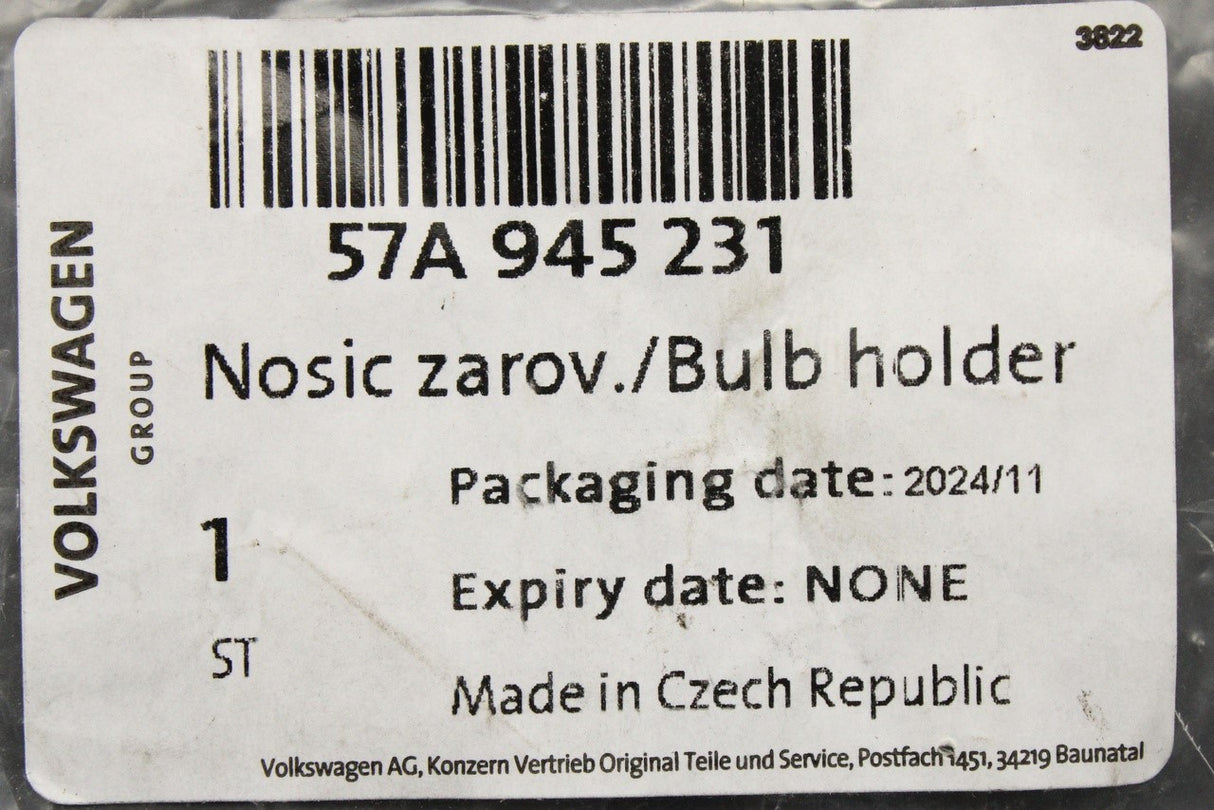 3822
57A 945 231
VOLKSWAGEN
GROUP
Nosic zarov./Bulb holder
Packaging date: 2024/11
1
Expiry date: NONE
ST
Made in Czech Republic
Volkswagen AG, Konzern Vertrieb Original Teile und Service, Postfach 1451, 34219 Baunatal